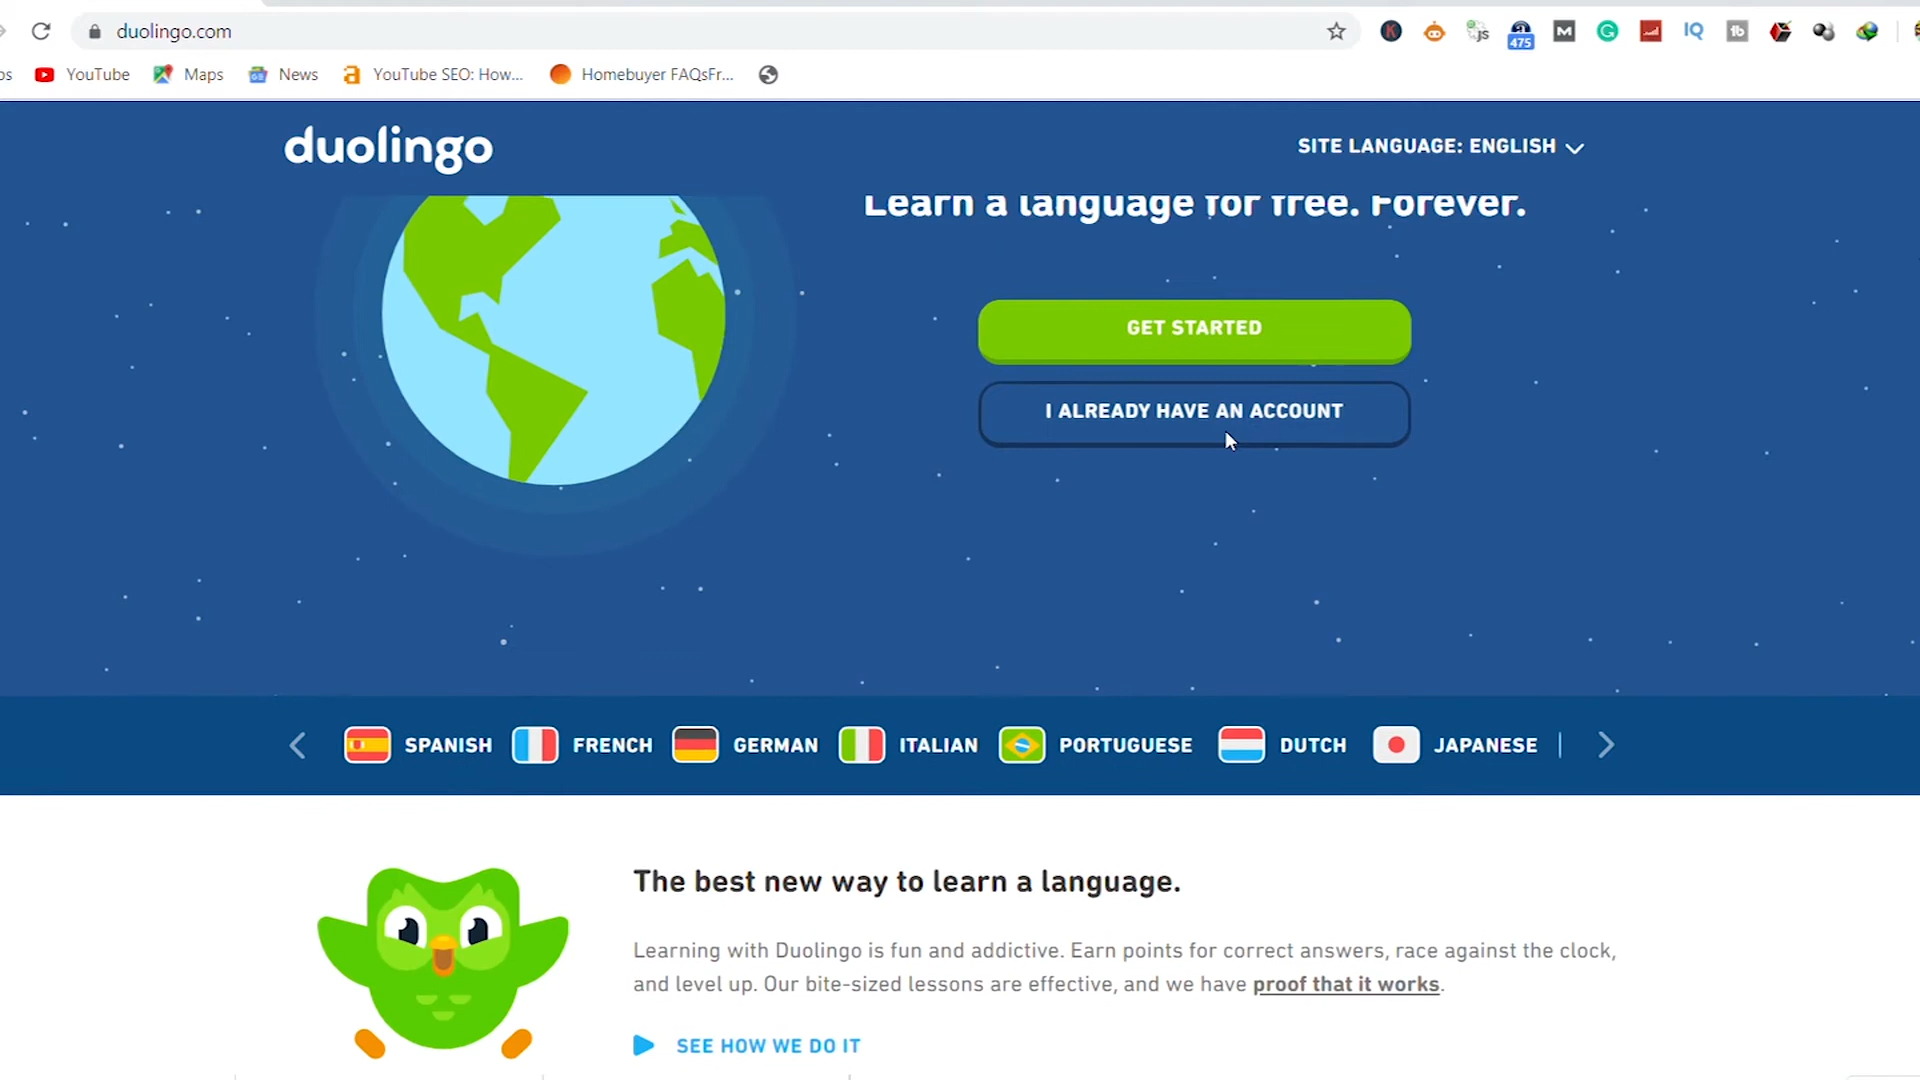 duolingo.com
475
YouTube
Maps
News
YouTube SEO: How...
Homebuyer FAQsFr...
duolingo
SITE LANGUAGE: ENGLISH
Learn a language for free. Forever.
GET STARTED
I ALREADY HAVE AN ACCOUNT
SPANISH
FRENCH
GERMAN
ITALIAN
PORTUGUESE
DUTCH
JAPANESE
The best new way to learn a language.
Learning with Duolingo is fun and addictive. Earn points for correct answers, race against the clock,
and level up. Our bite-sized lessons are effective, and we have proof that it works.
SEE HOW WE DO IT